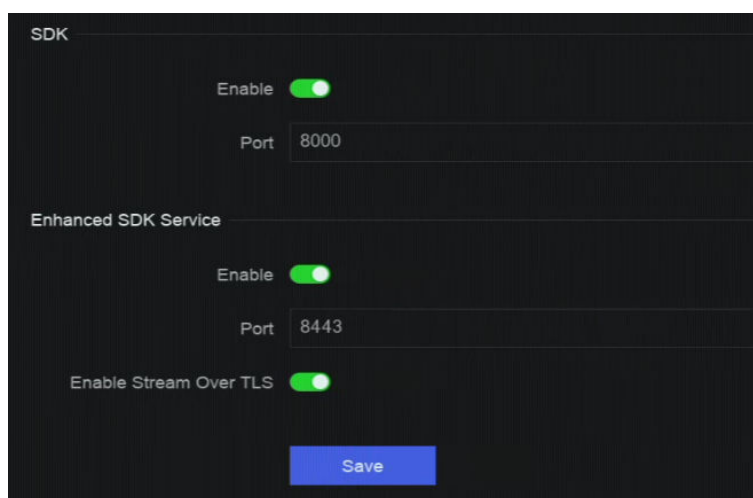 SDK
Enable
Port 8000
Enhanced SDK Service
Enable
Port 8443
Enable Stream Over TLS
Save